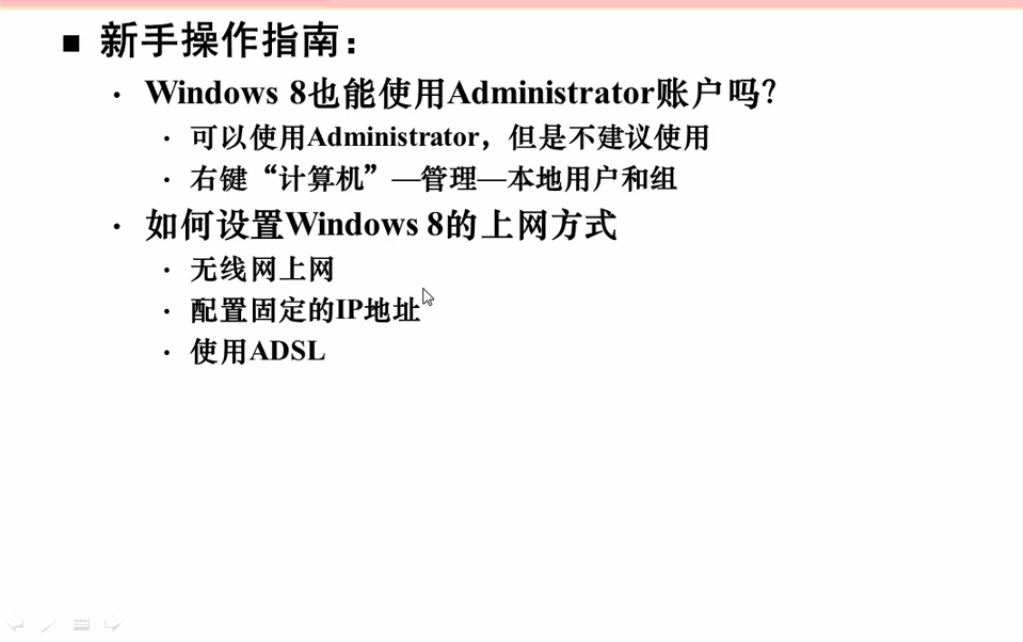 ■ 新手操作指南：
· Windows 8也能使用Administrator账户吗？
· 可以使用Administrator，但是不建议使用
· 右键“计算机”—管理—本地用户和组
· 如何设置Windows 8的上网方式
· 无线网上网
· 配置固定的IP地址
· 使用ADSL